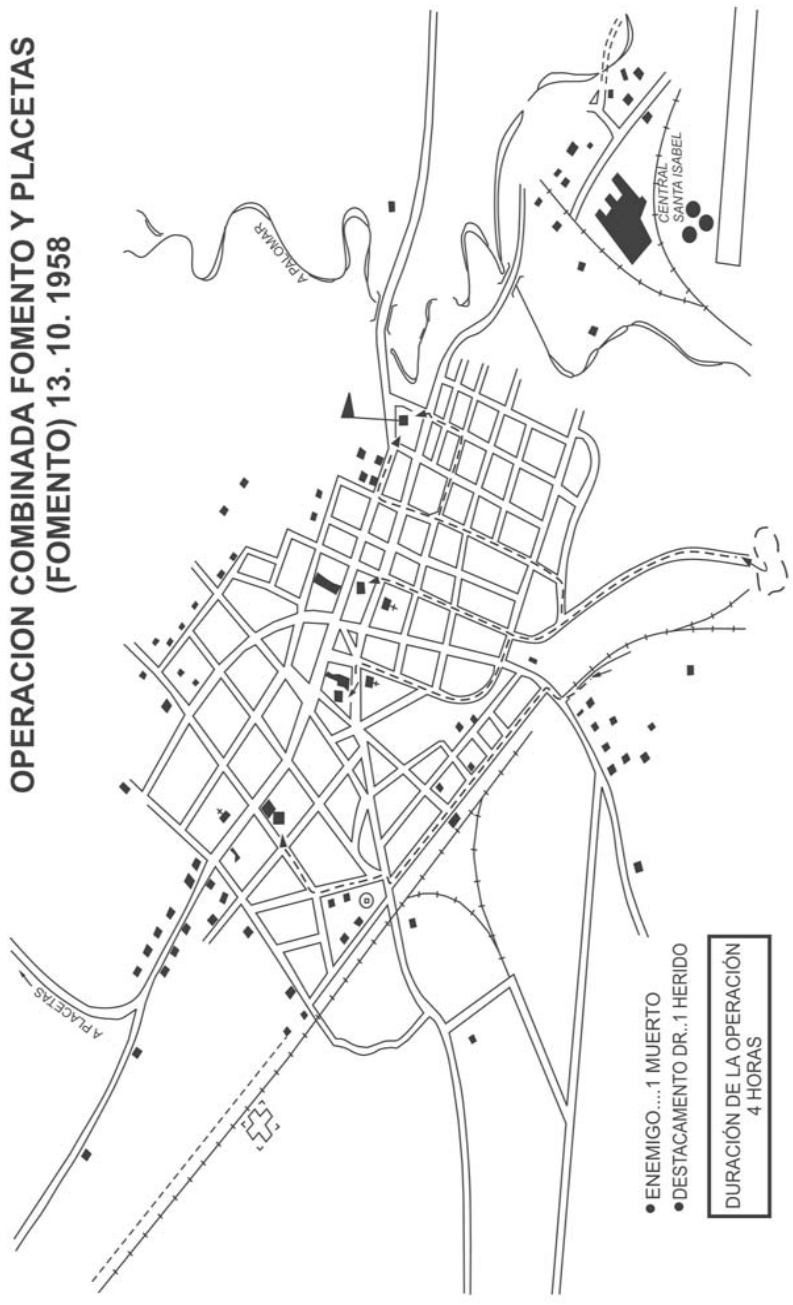 OPERACION COMBINADA FOMENTO Y PLACETAS
(FOMENTO) 13. 10. 1958
A PLACETAS
A PALOMAR
CENTRAL
SANTA ISABEL
● ENEMIGO....1 MUERTO
● DESTACAMENTO DR..1 HERIDO
DURACIÓN DE LA OPERACIÓN
4 HORAS